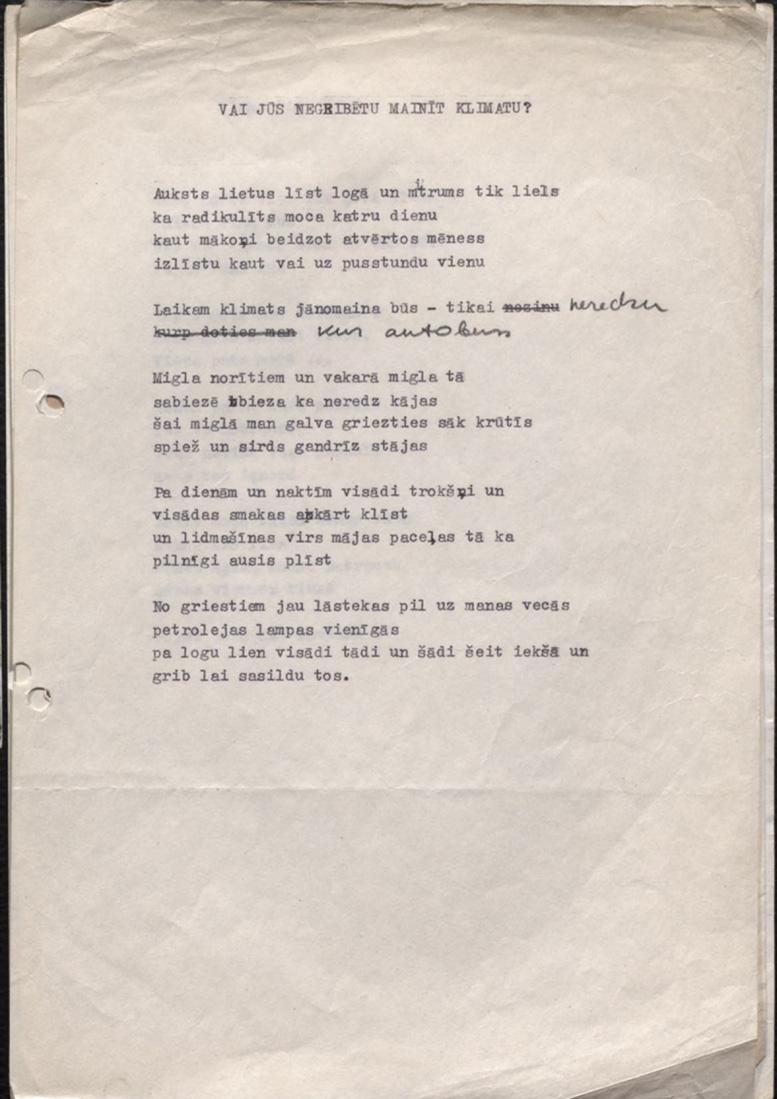 VAI JŪS NEGRIBĒTU MAINĪT KLIMATU?
Auksts lietus līst logā un mitrums tik liels
ka radikulīts moca katru dienu
kaut mākoņi beidzot atvērtos mēness
izlīstu kaut vai uz pusstundu vienu
Laikam klimats jānomaina būs - tikai nezinu neredzu
kurp doties man kur autobuss
Migla norītiem un vakarā migla tā
sabiezē bieza ka neredz kājas
šai miglā man galva griezties sāk krūtīs
spiež un sirds gandrīz stājas
Pa dienām un naktīm visādi trokšņi un
visādas smakas apkārt klīst
un lidmašīnas virs mājas paceļas tā ka
pilnīgi ausis plīst
No griestiem jau lāstekas pil uz manas vecās
petrolejas lampas vienīgās
pa logu lien visādi tādi un šādi šeit iekšā un
grib lai sasildu tos.